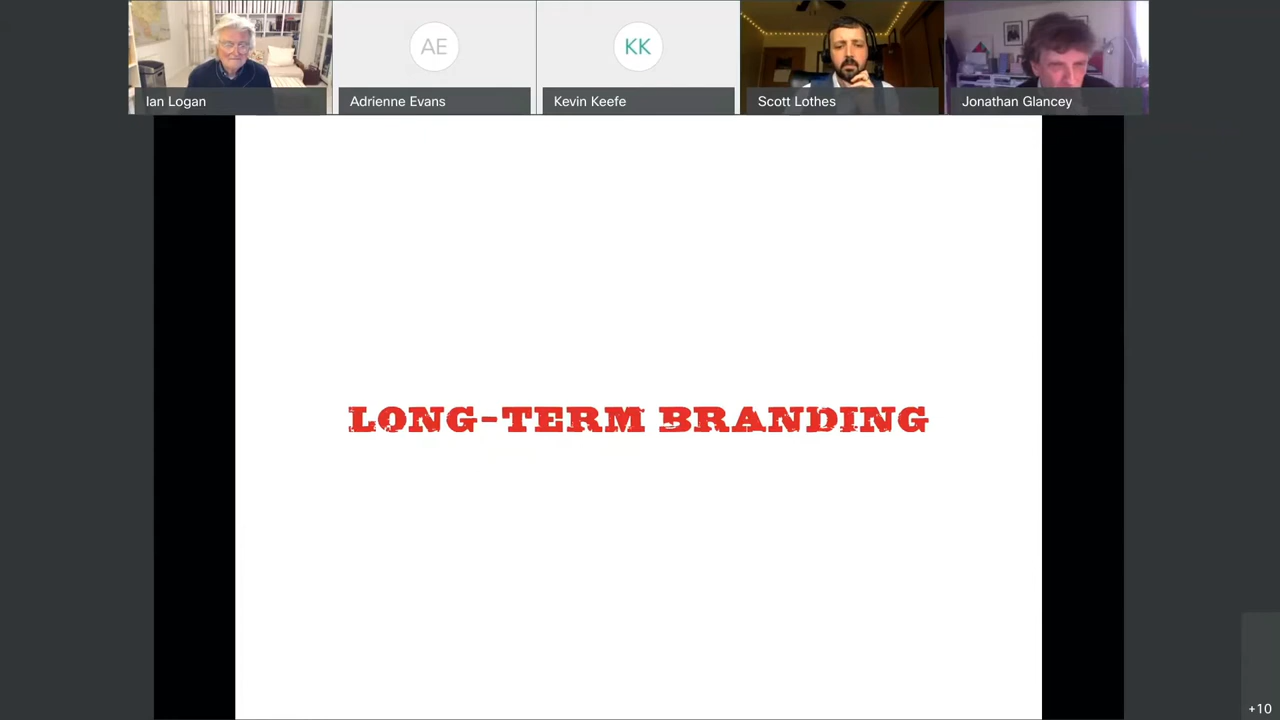 AE
KK
Ian Logan
Adrienne Evans
Kevin Keefe
Scott Lothes
Jonathan Glancey
LONG-TERM BRANDING
+10